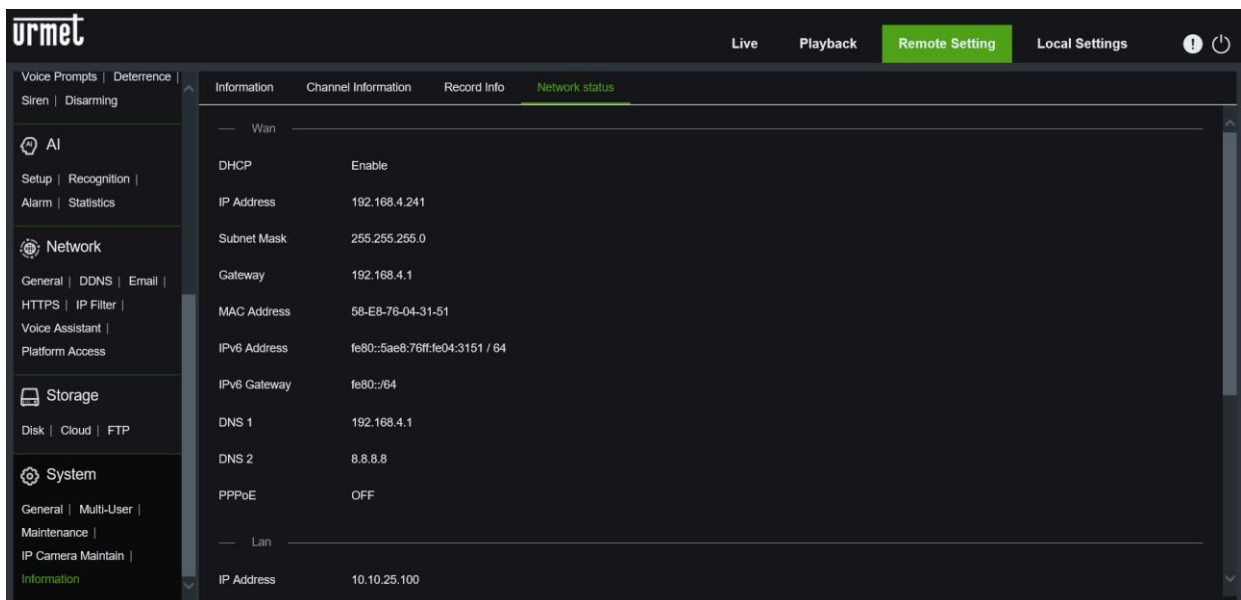 urmet
Live Playback Remote Setting Local Settings
Voice Prompts | Deterrence |
Siren | Disarming
AI
Setup | Recognition |
Alarm | Statistics
Network
General | DDNS | Email |
HTTPS | IP Filter |
Voice Assistant |
Platform Access
Storage
Disk | Cloud | FTP
System
General | Multi-User |
Maintenance |
IP Camera Maintain |
Information
Information Channel Information Record Info Network status
Wan
DHCP Enable
IP Address 192.168.4.241
Subnet Mask 255.255.255.0
Gateway 192.168.4.1
MAC Address 58-E8-76-04-31-51
IPv6 Address fe80::5ae8:76ff:fe04:3151 / 64
IPv6 Gateway fe80::/64
DNS 1 192.168.4.1
DNS 2 8.8.8.8
PPPoE OFF
Lan
IP Address 10.10.25.100